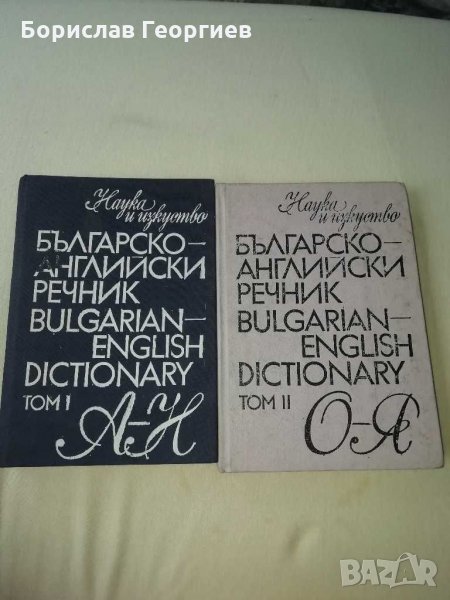 Борислав Георгиев
Наука
и изкуство
БЪЛГАРСКО–
АНГЛИЙСКИ
РЕЧНИК
BULGARIAN–
ENGLISH
DICTIONARY
ТОМ I
А–Н
Наука
и изкуство
БЪЛГАРСКО–
АНГЛИЙСКИ
РЕЧНИК
BULGARIAN–
ENGLISH
DICTIONARY
ТОМ II
О–Я
BAZAR